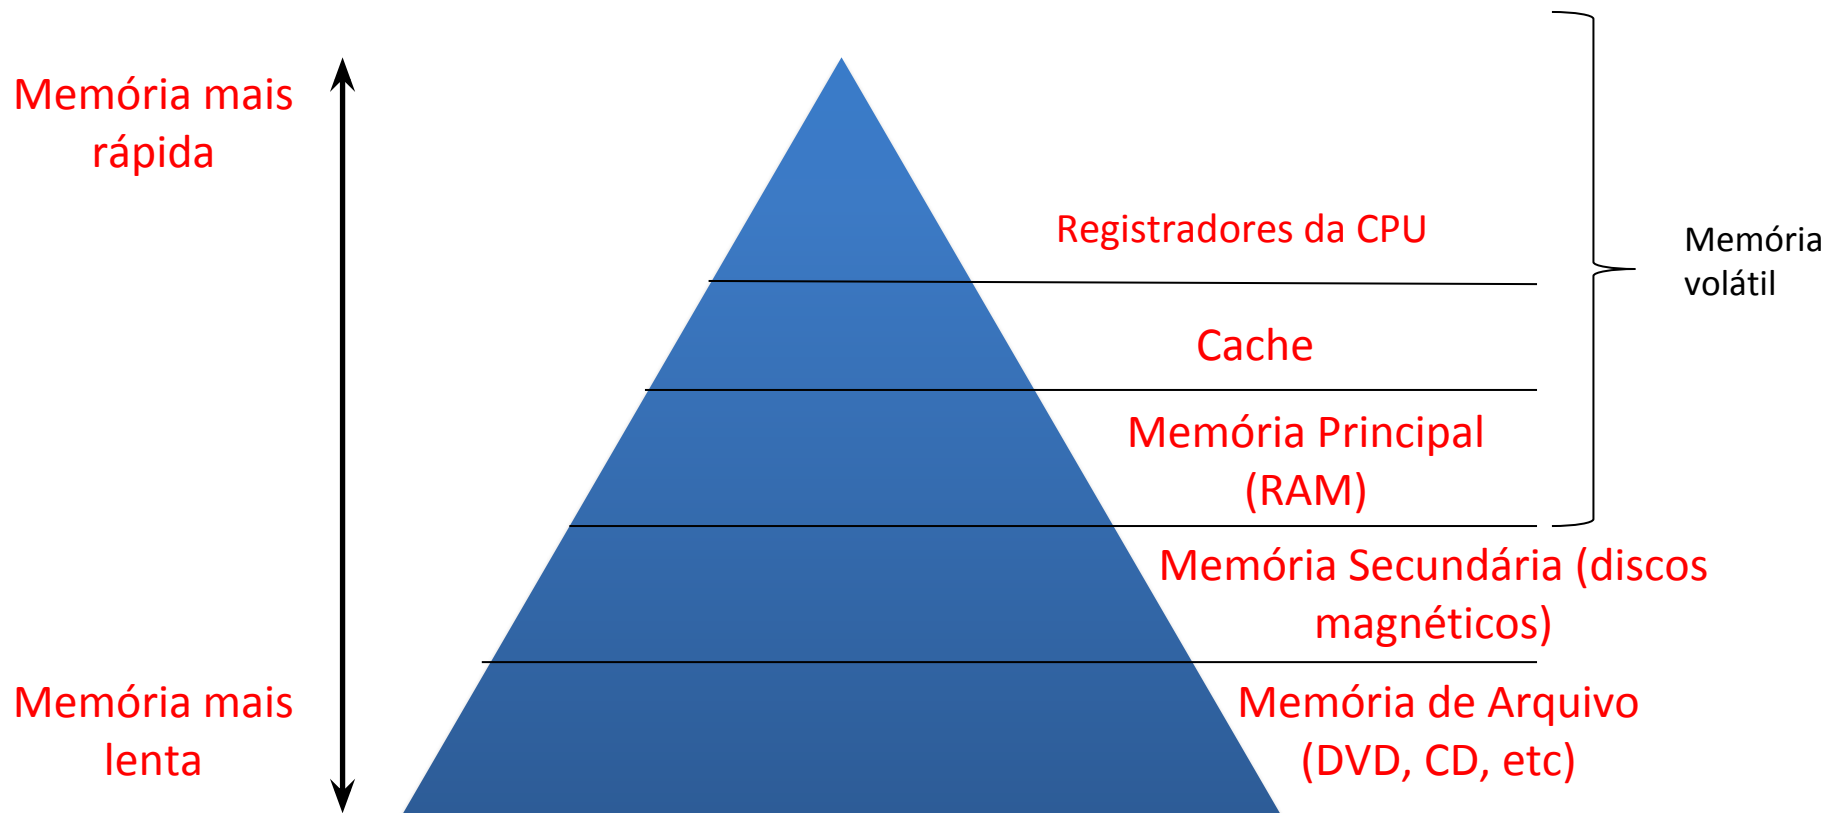 Memória mais
rápida
Registradores da CPU
Memória
volátil
Cache
Memória Principal
(RAM)
Memória Secundária (discos
magnéticos)
Memória mais
lenta
Memória de Arquivo
(DVD, CD, etc)